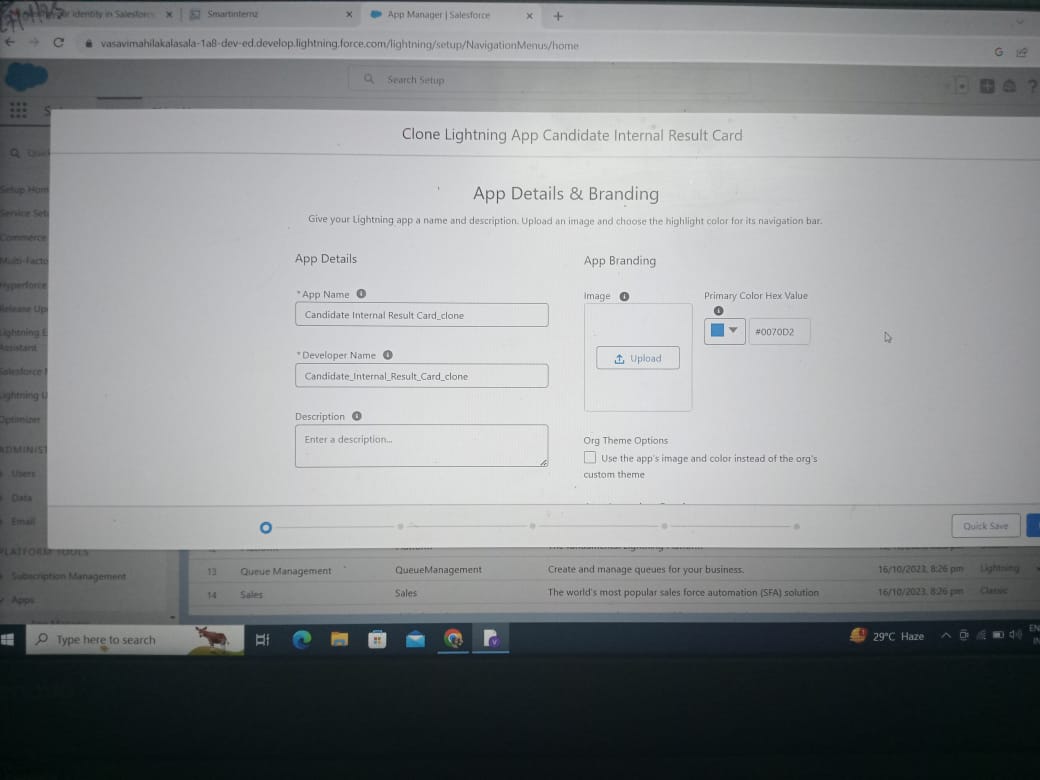 your identity in Salesforc
Smartinternz
App Manager | Salesforce
vasavimahilakalasala-1a8-dev-ed.develop.lightning.force.com/lightning/setup/NavigationMenus/home
Search Setup
Clone Lightning App Candidate Internal Result Card
App Details & Branding
Give your Lightning app a name and description. Upload an image and choose the highlight color for its navigation bar.
App Details
App Branding
*App Name
Candidate Internal Result Card_clone
*Developer Name
Candidate_Internal_Result_Card_clone
Description
Enter a description...
Image
Upload
Primary Color Hex Value
#0070D2
Org Theme Options
Use the app's image and color instead of the org's
custom theme
Quick Save
Setup Hom
Service Set
Commerce
Multi-Facto
Hyperforce
Release Up
Lightning E
Assistant
Salesforce
Lightning U
Optimizer
ADMINIST
Users
Data
Email
PLATFORM TOOLS
Subscription Management
Apps
13 Queue Management QueueManagement Create and manage queues for your business. 16/10/2023, 8:26 pm Lightning
14 Sales Sales The world's most popular sales force automation (SFA) solution 16/10/2023, 8:26 pm Classic
Type here to search
29°C Haze